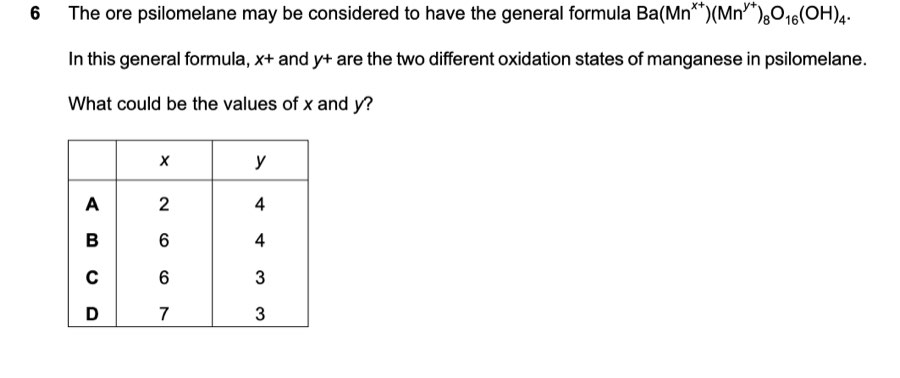 6 The ore psilomelane may be considered to have the general formula Ba(Mnˣ⁺)(Mnʸ⁺)₈O₁₆(OH)₄.
In this general formula, x+ and y+ are the two different oxidation states of manganese in psilomelane.
What could be the values of x and y?
x y
A 2 4
B 6 4
C 6 3
D 7 3